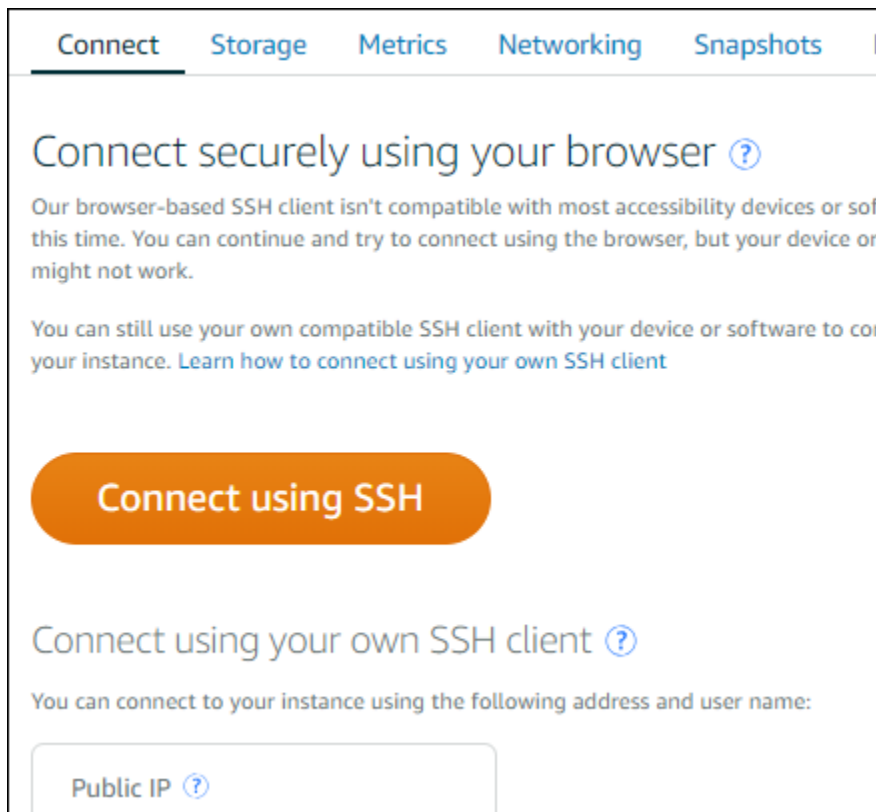 Connect Storage Metrics Networking Snapshots
Connect securely using your browser ?
Our browser-based SSH client isn't compatible with most accessibility devices or
this time. You can continue and try to connect using the browser, but your device or
might not work.
You can still use your own compatible SSH client with your device or software to
your instance. Learn how to connect using your own SSH client
Connect using SSH
Connect using your own SSH client ?
You can connect to your instance using the following address and user name:
Public IP ?